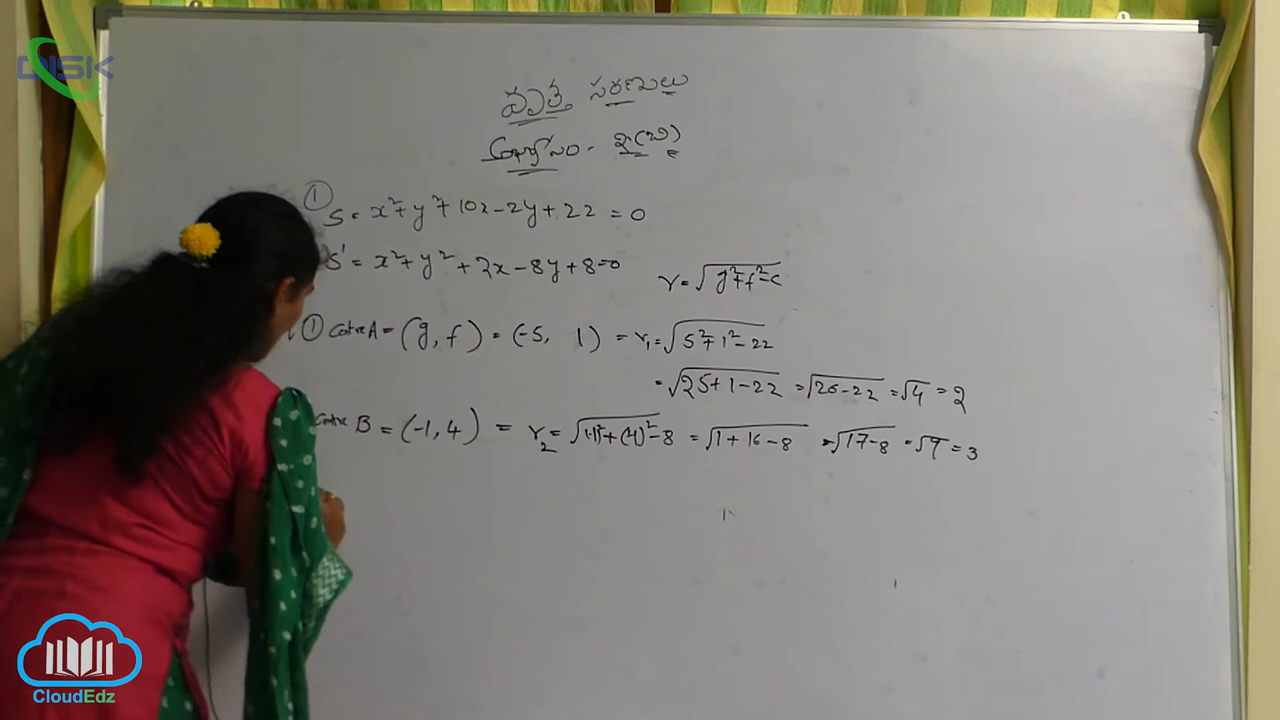 DISK
వృత్త సరణులు
అభ్యాసం - 2(బి)
① S = x² + y² + 10x - 2y + 22 = 0
S' = x² + y² + 2x - 8y + 8 = 0
r = √g² + f² - c
① Centre A = (g, f) = (-5, 1) = r₁ = √5² + 1² - 22
= √25 + 1 - 22 = √26 - 22 = √4 = 2
Centre B = (-1, 4) = r₂ = √(-1)² + (4)² - 8 = √1 + 16 - 8 = √17 - 8 = √9 = 3
CloudEdz